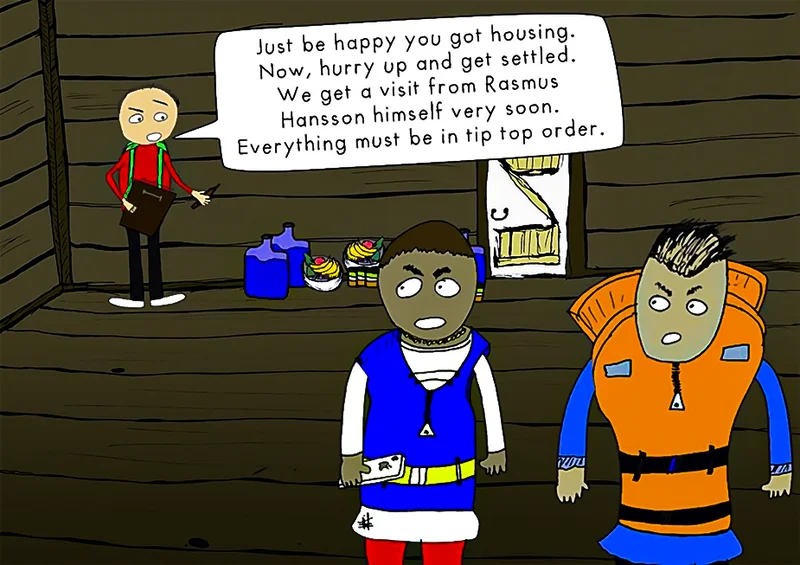 Just be happy you got housing.
Now, hurry up and get settled.
We get a visit from Rasmus
Hansson himself very soon.
Everything must be in tip top order.
#